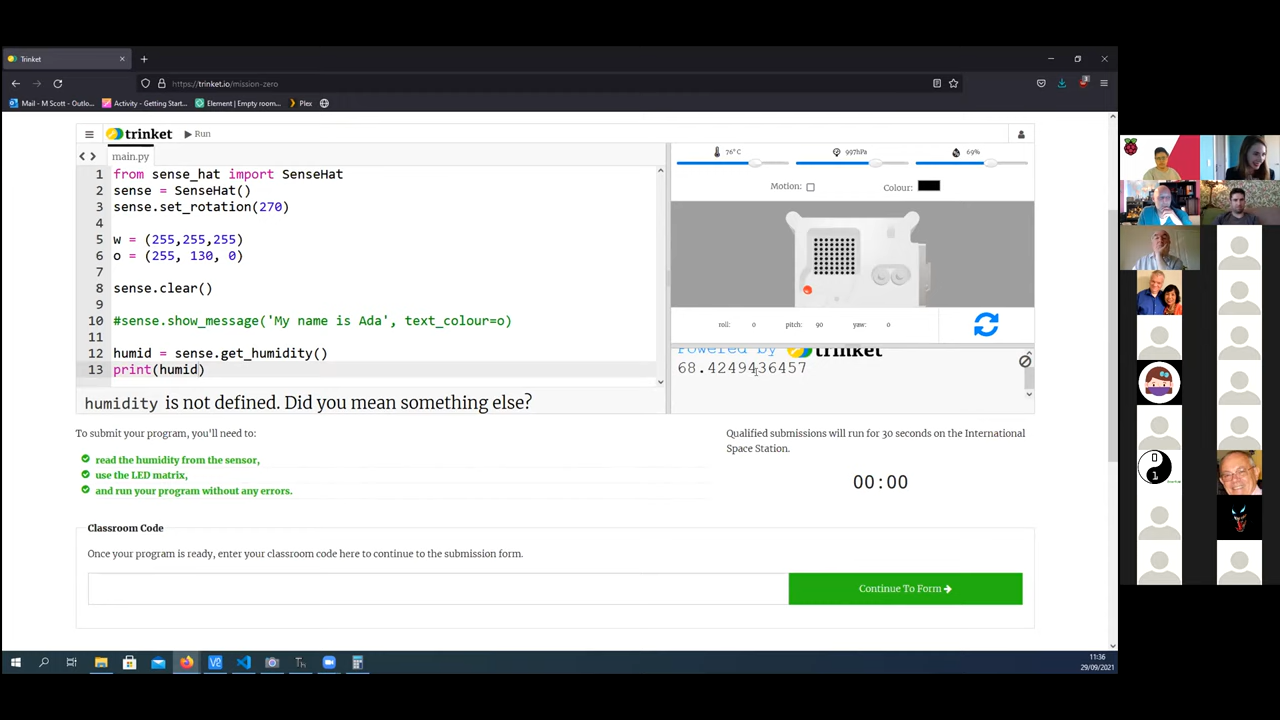 Trinket
https://trinket.io/mission-zero
Mail - M Scott - Outlo...
Activity - Getting Start...
Element | Empty room...
Plex
trinket
Run
main.py
1 from sense_hat import SenseHat
2 sense = SenseHat()
3 sense.set_rotation(270)
4
5 w = (255,255,255)
6 o = (255, 130, 0)
7
8 sense.clear()
9
10 #sense.show_message('My name is Ada', text_colour=o)
11
12 humid = sense.get_humidity()
13 print(humid)
humidity is not defined. Did you mean something else?
76°C
997hPa
69%
Motion:
Colour:
roll: 0 pitch: 90 yaw: 0
Powered by trinket
68.4249436457
To submit your program, you'll need to:
read the humidity from the sensor,
use the LED matrix,
and run your program without any errors.
Qualified submissions will run for 30 seconds on the International
Space Station.
00:00
Classroom Code
Once your program is ready, enter your classroom code here to continue to the submission form.
Continue To Form
11:36
29/09/2021